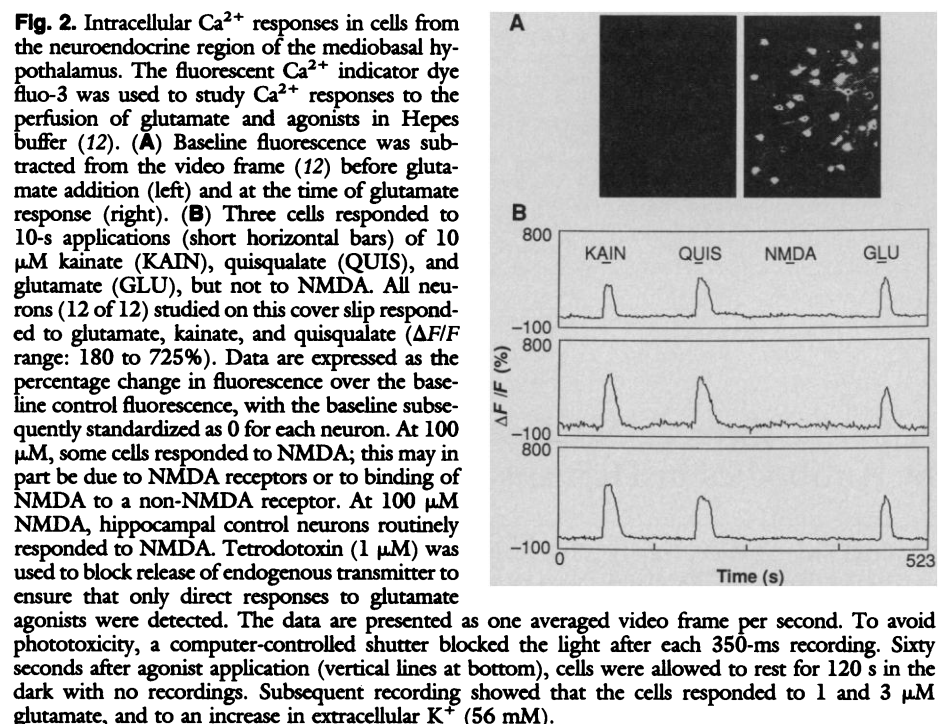 Fig. 2. Intracellular Ca²⁺ responses in cells from
the neuroendocrine region of the mediobasal hy-
pothalamus. The fluorescent Ca²⁺ indicator dye
fluo-3 was used to study Ca²⁺ responses to the
perfusion of glutamate and agonists in Hepes
buffer (12). (A) Baseline fluorescence was sub-
tracted from the video frame (12) before gluta-
mate addition (left) and at the time of glutamate
response (right). (B) Three cells responded to
10-s applications (short horizontal bars) of 10
μM kainate (KAIN), quisqualate (QUIS), and
glutamate (GLU), but not to NMDA. All neu-
rons (12 of 12) studied on this cover slip respond-
ed to glutamate, kainate, and quisqualate (ΔF/F
range: 180 to 725%). Data are expressed as the
percentage change in fluorescence over the base-
line control fluorescence, with the baseline subse-
quently standardized as 0 for each neuron. At 100
μM, some cells responded to NMDA; this may in
part be due to NMDA receptors or to binding of
NMDA to a non-NMDA receptor. At 100 μM
NMDA, hippocampal control neurons routinely
responded to NMDA. Tetrodotoxin (1 μM) was
used to block release of endogenous transmitter to
ensure that only direct responses to glutamate
agonists were detected. The data are presented as one averaged video frame per second. To avoid
phototoxicity, a computer-controlled shutter blocked the light after each 350-ms recording. Sixty
seconds after agonist application (vertical lines at bottom), cells were allowed to rest for 120 s in the
dark with no recordings. Subsequent recording showed that the cells responded to 1 and 3 μM
glutamate, and to an increase in extracellular K⁺ (56 mM).
A
B
800
KAIN QUIS NMDA GLU
−100
800
ΔF/F (%)
−100
800
−100
0 523
Time (s)